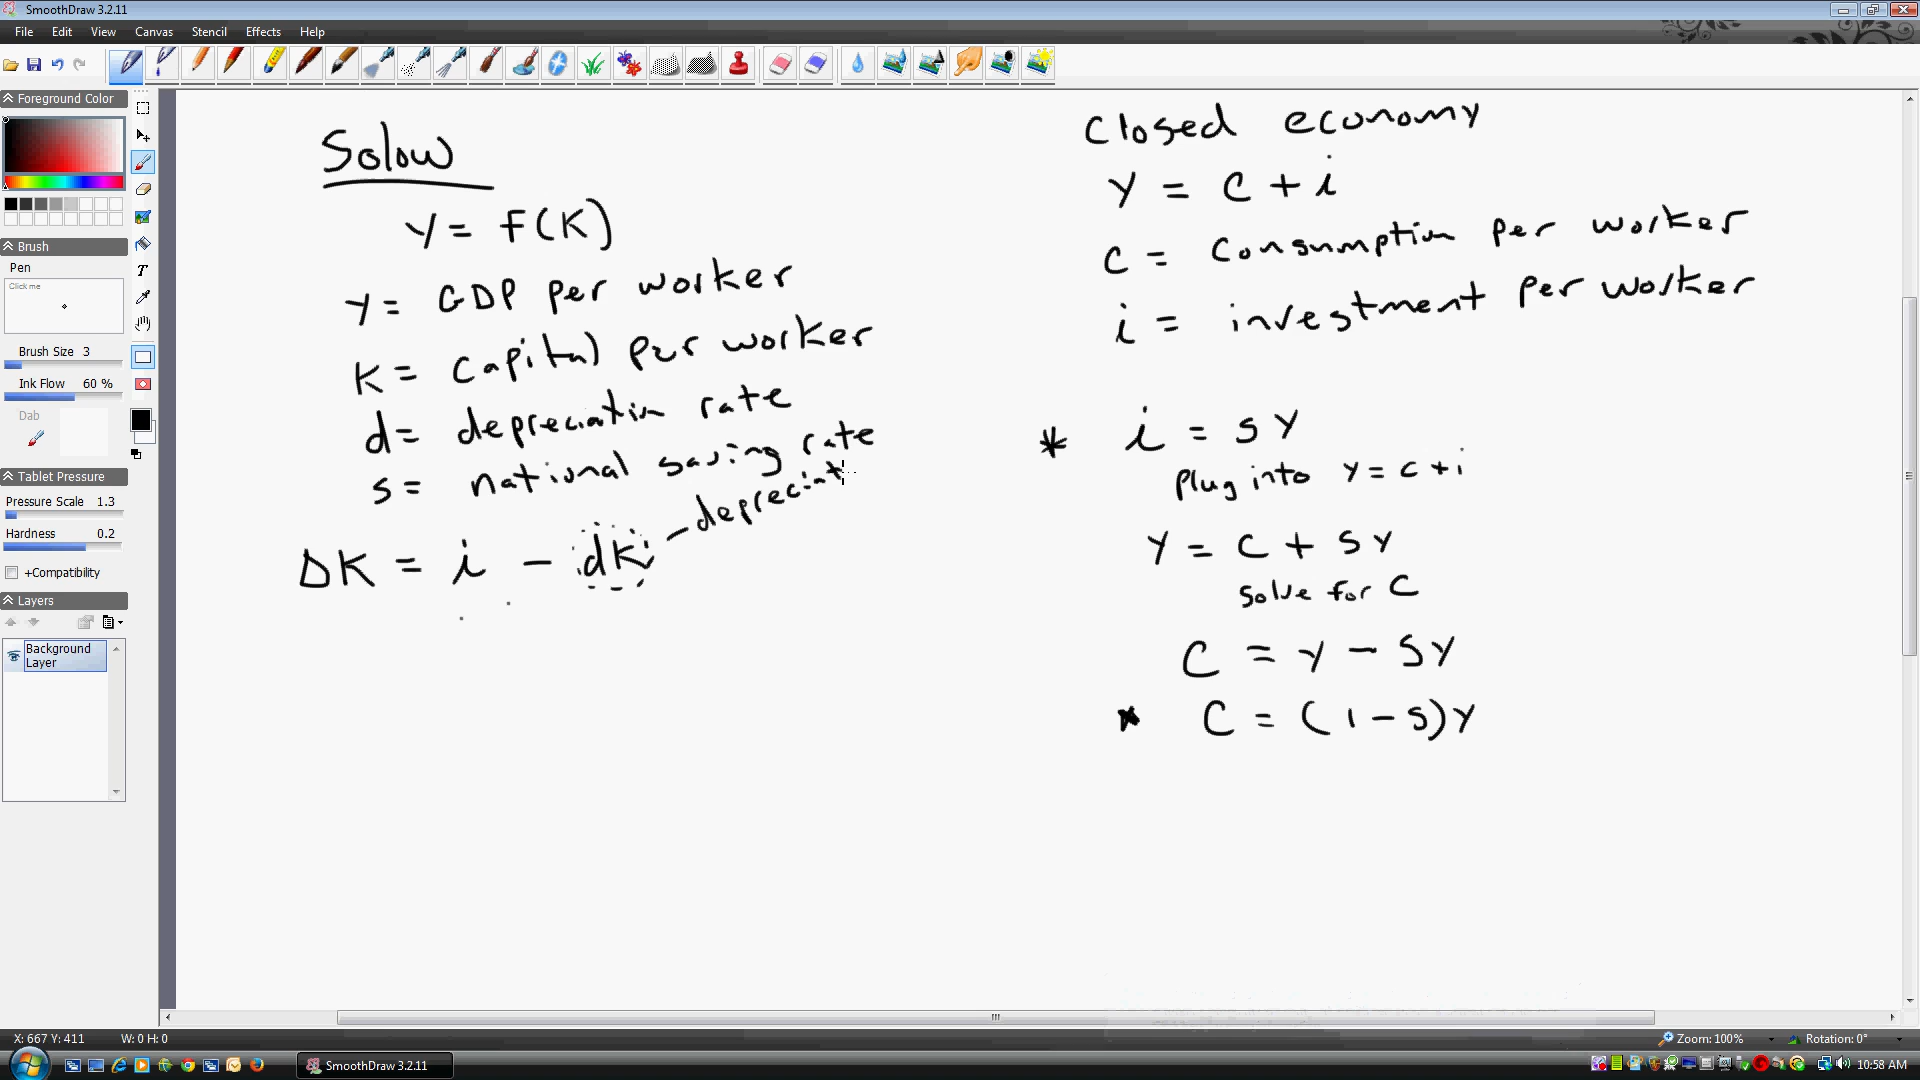 SmoothDraw 3.2.11
File Edit View Canvas Stencil Effects Help
Foreground Color
Brush
Pen
Click me
Brush Size 3
Ink Flow 60 %
Dab
Tablet Pressure
Pressure Scale 1.3
Hardness 0.2
+Compatibility
Layers
Background Layer
Solow
Y = F(K)
Y = GDP per worker
K = capital per worker
d = depreciatin rate
s = national saving rate
depreciat
ΔK = i - dk
Closed economy
Y = C + i
C = Consumption per worker
i = investment per worker
* i = sY
plug into Y = C + i
Y = C + sY
solve for C
C = Y - sY
* C = (1 - s)Y
X: 667 Y: 411 W: 0 H: 0
Zoom: 100%
Rotation: 0°
SmoothDraw 3.2.11
10:58 AM